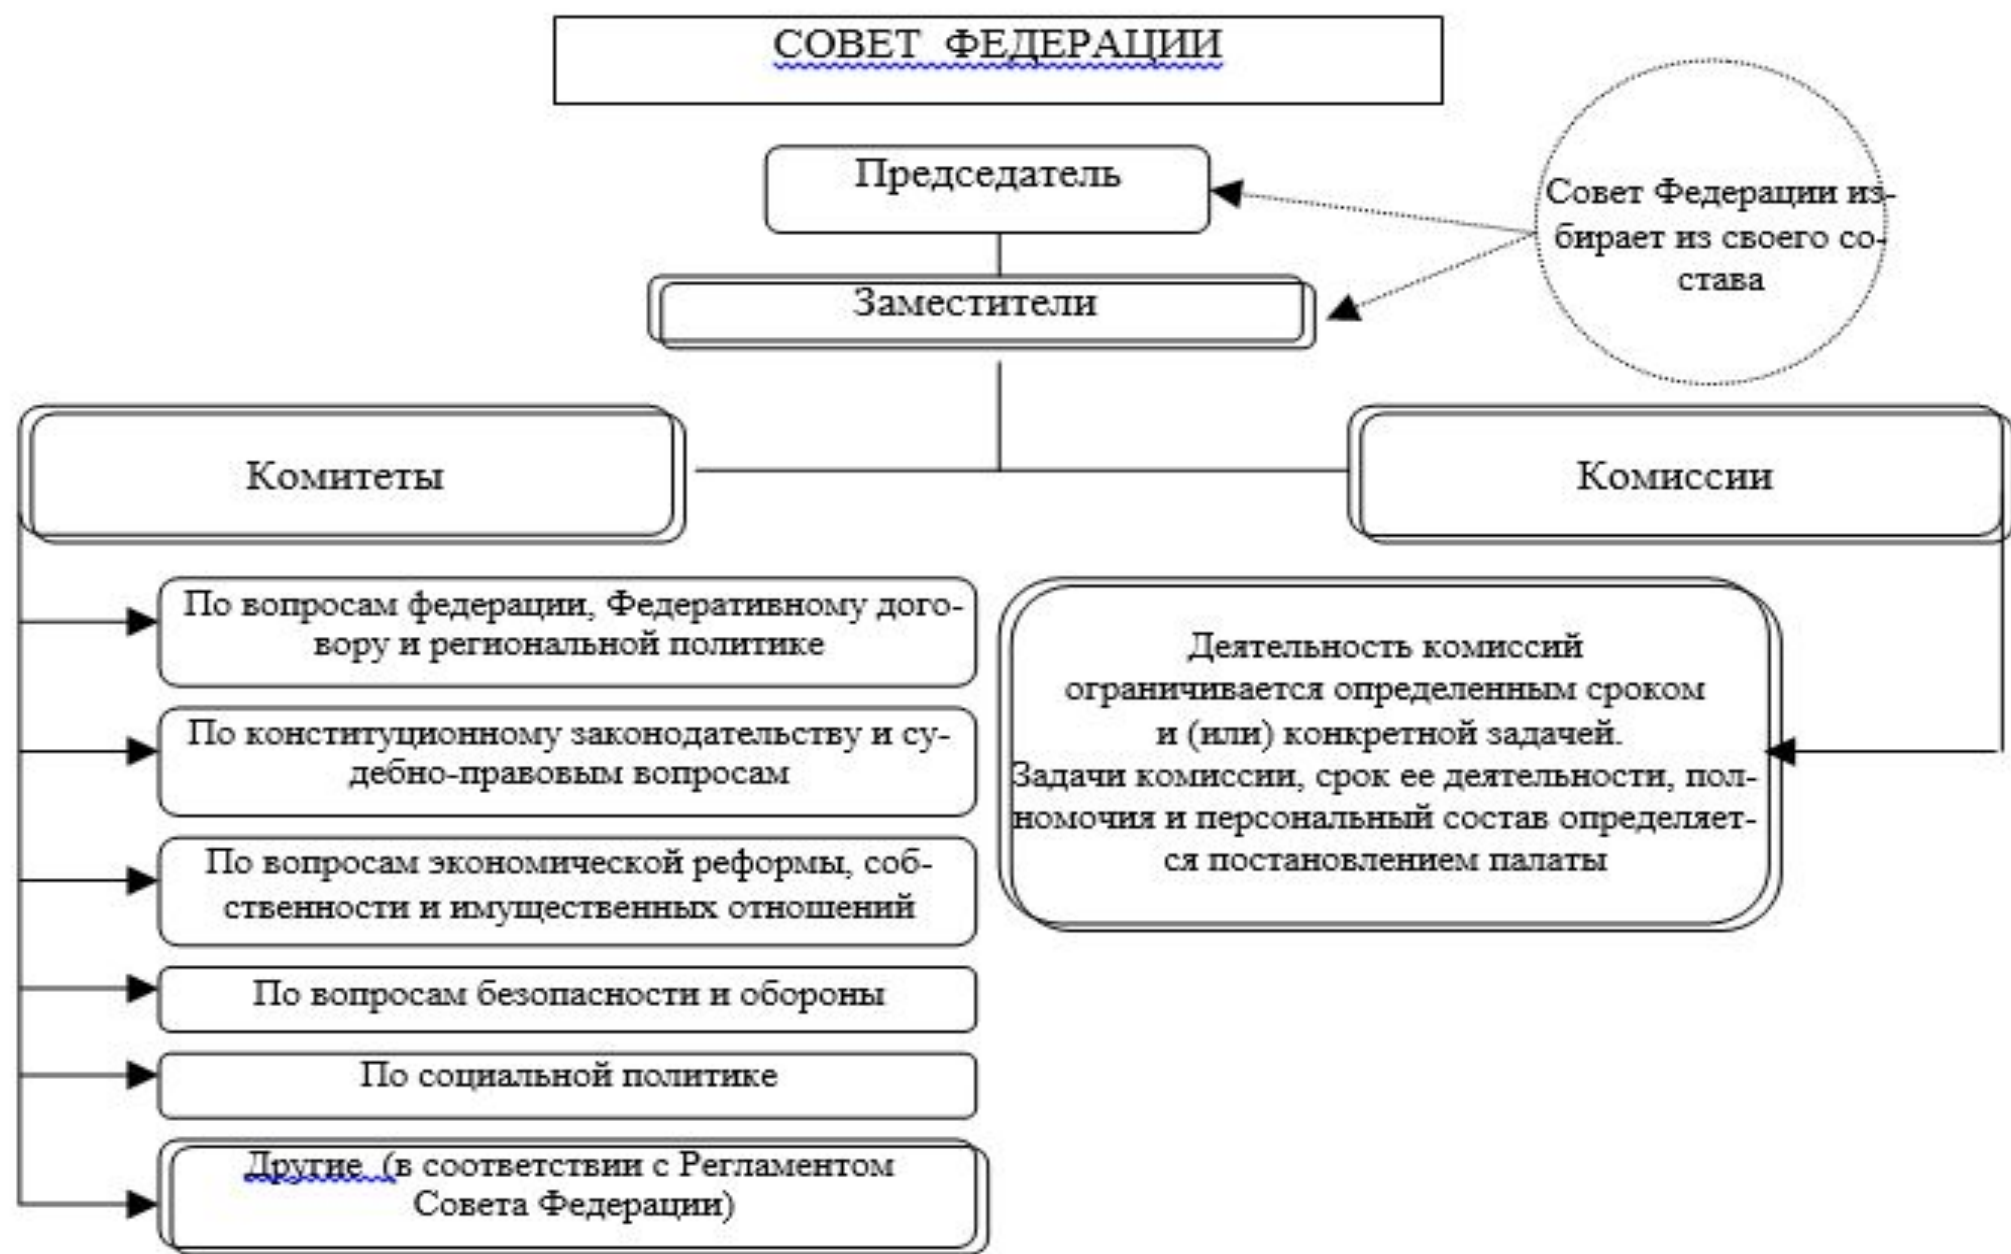 СОВЕТ ФЕДЕРАЦИИ
Председатель
Совет Федерации из-
бирает из своего со-
става
Заместители
Комитеты
Комиссии
По вопросам федерации, Федеративному дого-
вору и региональной политике
По конституционному законодательству и су-
дебно-правовым вопросам
По вопросам экономической реформы, соб-
ственности и имущественных отношений
По вопросам безопасности и обороны
По социальной политике
Другие (в соответствии с Регламентом
Совета Федерации)
Деятельность комиссий
ограничивается определенным сроком
и (или) конкретной задачей.
Задачи комиссии, срок ее деятельности, пол-
номочия и персональный состав определяет-
ся постановлением палаты